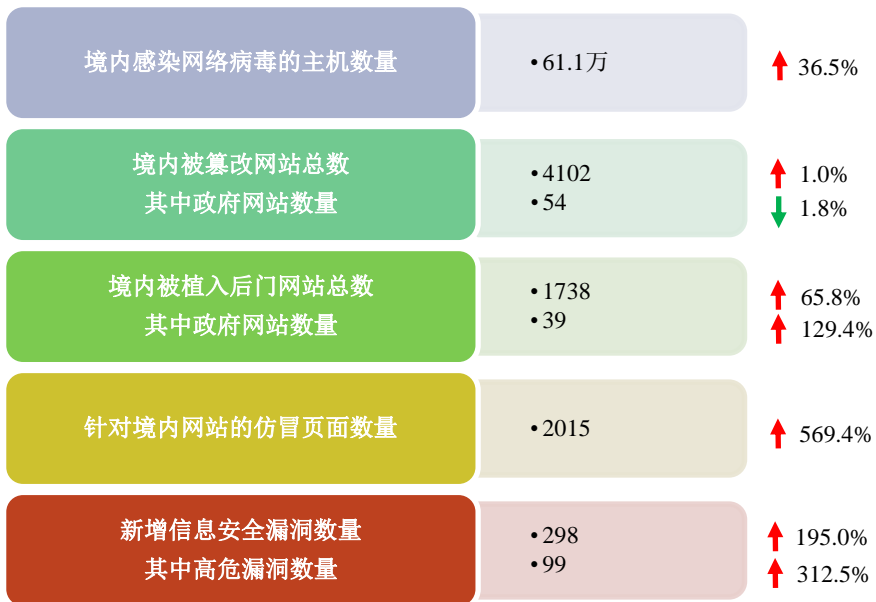 境内感染网络病毒的主机数量
•61.1万
36.5%
境内被篡改网站总数
其中政府网站数量
•4102
•54
1.0%
1.8%
境内被植入后门网站总数
其中政府网站数量
•1738
•39
65.8%
129.4%
针对境内网站的仿冒页面数量
•2015
569.4%
新增信息安全漏洞数量
其中高危漏洞数量
•298
•99
195.0%
312.5%